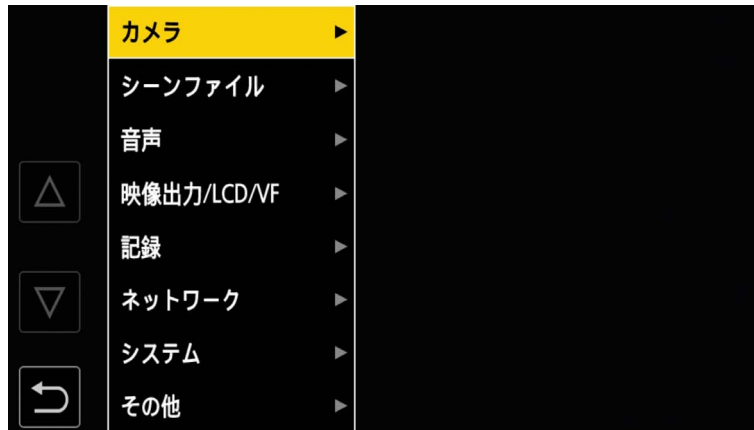 カメラ
シーンファイル
音声
映像出力/LCD/VF
記録
ネットワーク
システム
その他